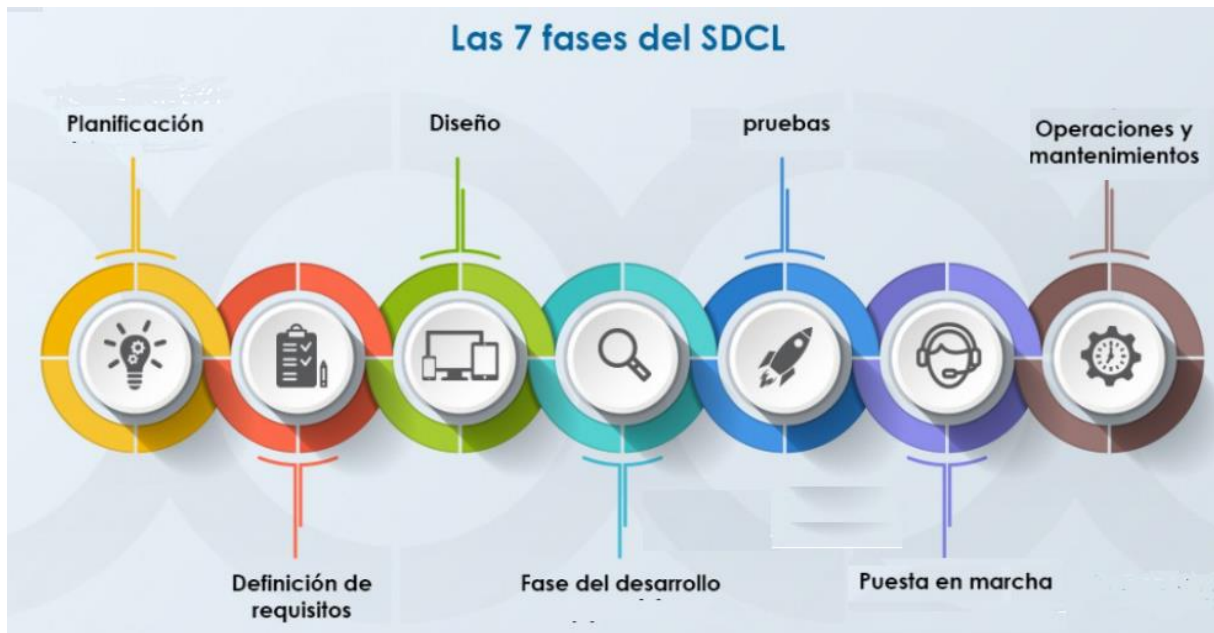 Las 7 fases del SDCL
Planificación
Diseño
pruebas
Operaciones y
mantenimientos
Definición de
requisitos
Fase del desarrollo
Puesta en marcha